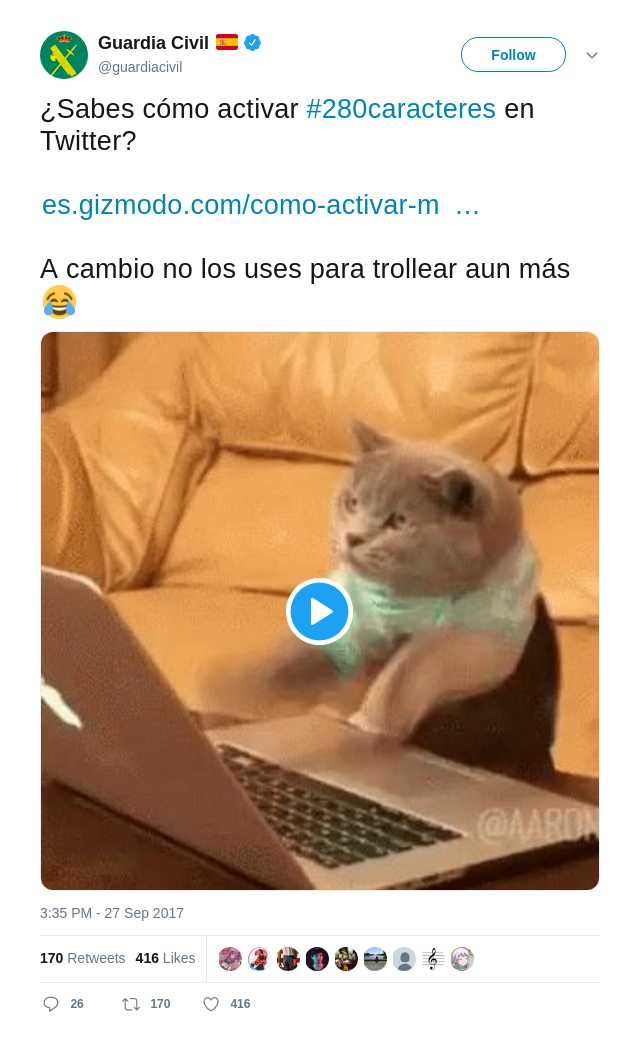 Guardia Civil
@guardiacivil
Follow
¿Sabes cómo activar #280caracteres en
Twitter?
es.gizmodo.com/como-activar-m …
A cambio no los uses para trollear aun más
@AARON
3:35 PM - 27 Sep 2017
170 Retweets 416 Likes
26 170 416